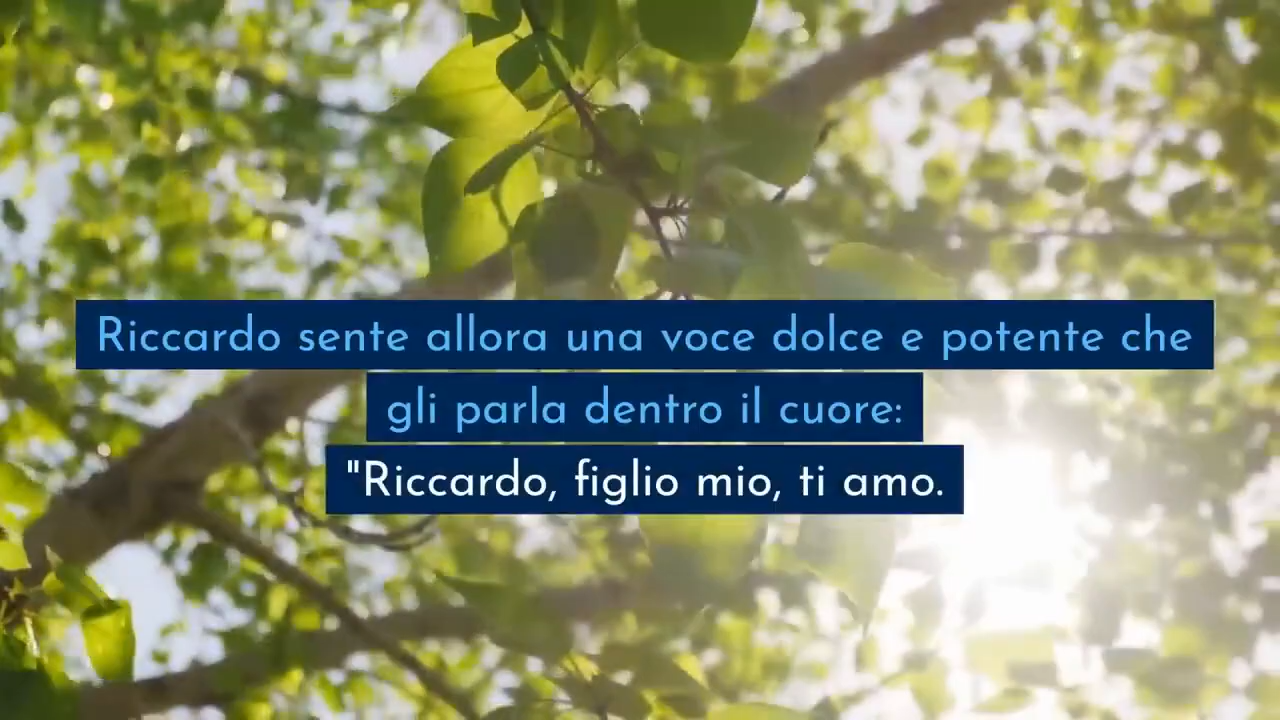 Riccardo sente allora una voce dolce e potente che
gli parla dentro il cuore:
"Riccardo, figlio mio, ti amo.